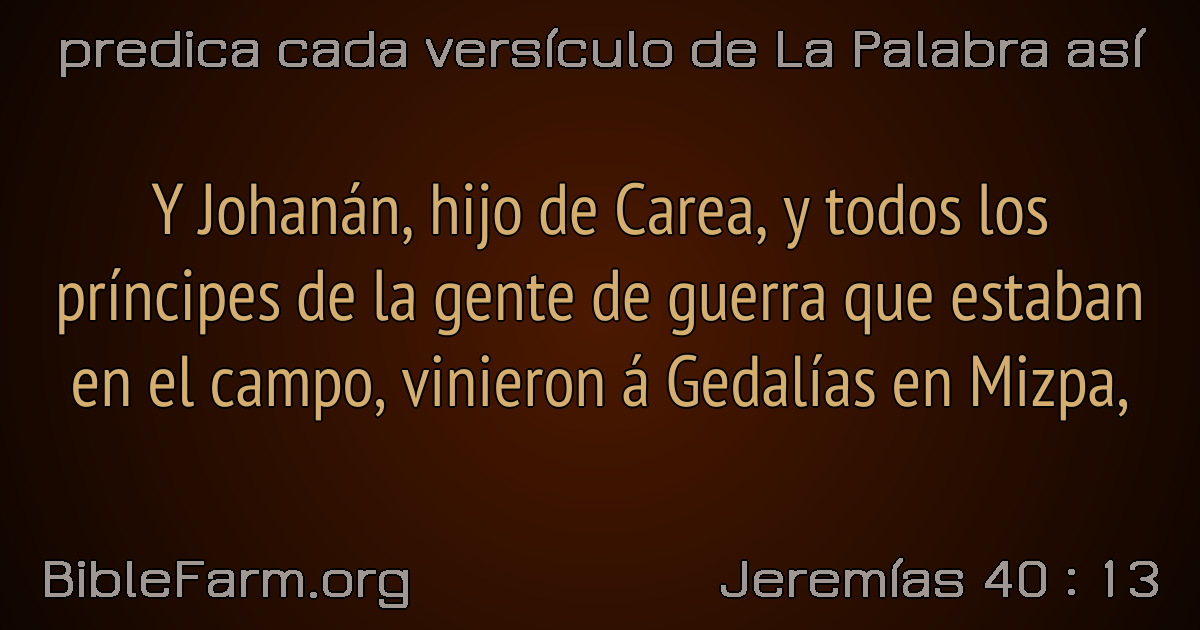 predica cada versículo de La Palabra así
Y Johanán, hijo de Carea, y todos los
príncipes de la gente de guerra que estaban
en el campo, vinieron á Gedalías en Mizpa,
BibleFarm.org
Jeremías 40 : 13